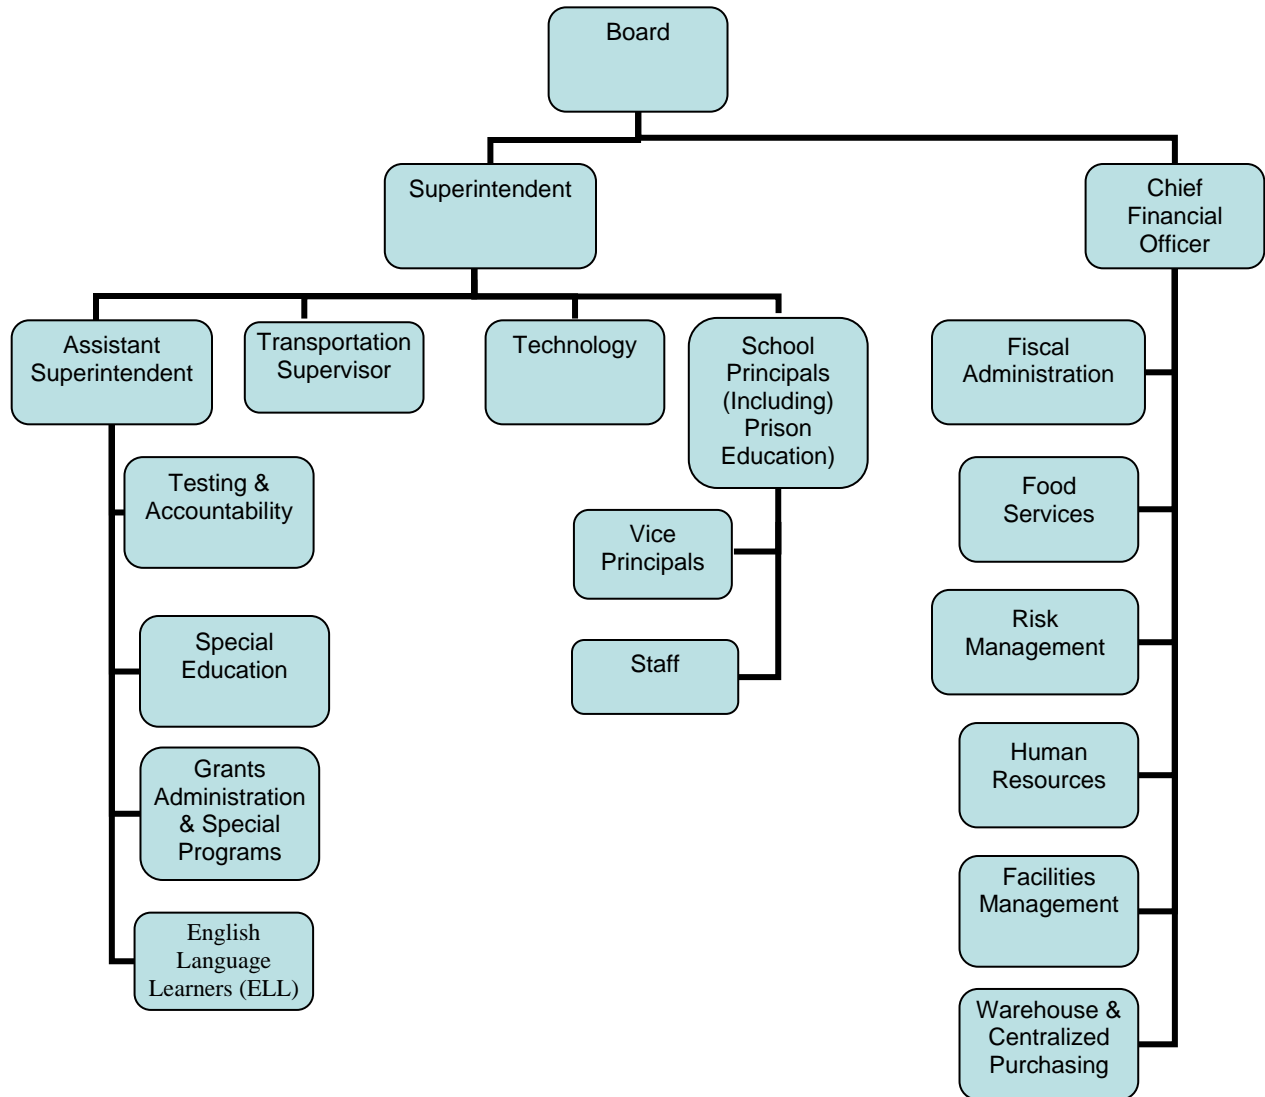 Board
Superintendent
Chief
Financial
Officer
Assistant
Superintendent
Transportation
Supervisor
Technology
School
Principals
(Including)
Prison
Education)
Fiscal
Administration
Testing &
Accountability
Food
Services
Vice
Principals
Special
Education
Risk
Management
Staff
Grants
Administration
& Special
Programs
Human
Resources
Facilities
Management
English
Language
Learners (ELL)
Warehouse &
Centralized
Purchasing